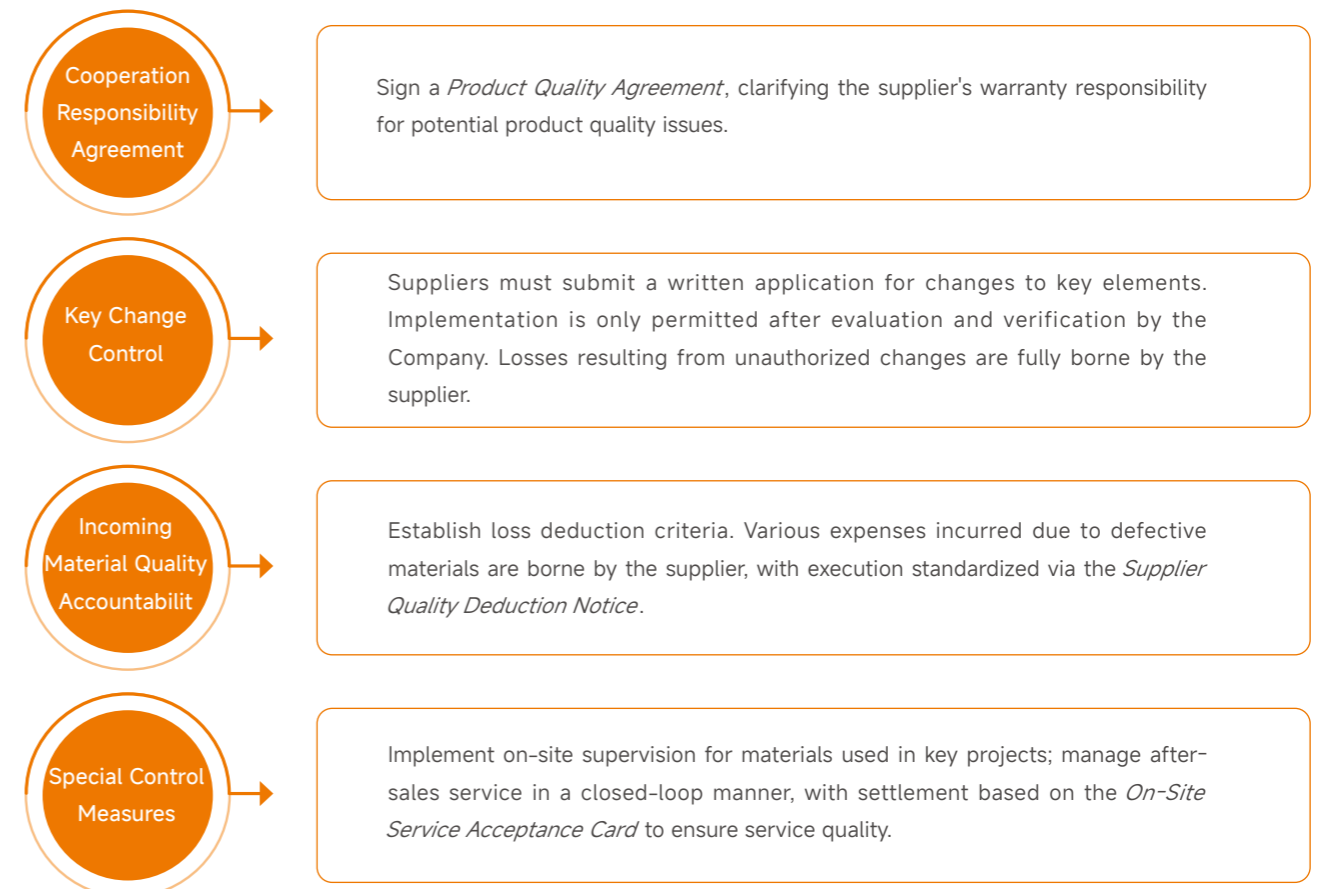 Cooperation
Responsibility
Agreement
Sign a Product Quality Agreement, clarifying the supplier's warranty responsibility
for potential product quality issues.
Key Change
Control
Suppliers must submit a written application for changes to key elements.
Implementation is only permitted after evaluation and verification by the
Company. Losses resulting from unauthorized changes are fully borne by the
supplier.
Incoming
Material Quality
Accountabilit
Establish loss deduction criteria. Various expenses incurred due to defective
materials are borne by the supplier, with execution standardized via the Supplier
Quality Deduction Notice.
Special Control
Measures
Implement on-site supervision for materials used in key projects; manage after-
sales service in a closed-loop manner, with settlement based on the On-Site
Service Acceptance Card to ensure service quality.